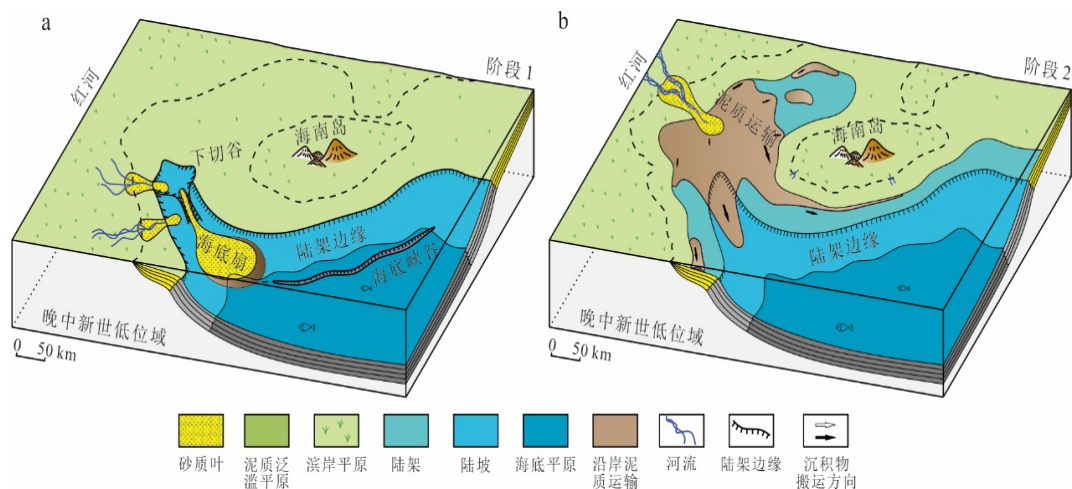 a
阶段1
红河
海南岛
下切谷
海底扇
陆架边缘
海底峡谷
晚中新世低位域
0 50 km
b
阶段2
红河
泥质运输
海南岛
陆架边缘
晚中新世低位域
0 50 km
砂质叶
泥质泛
滥平原
滨岸平原
陆架
陆坡
海底平原
沿岸泥
质运输
河流
陆架边缘
沉积物
搬运方向